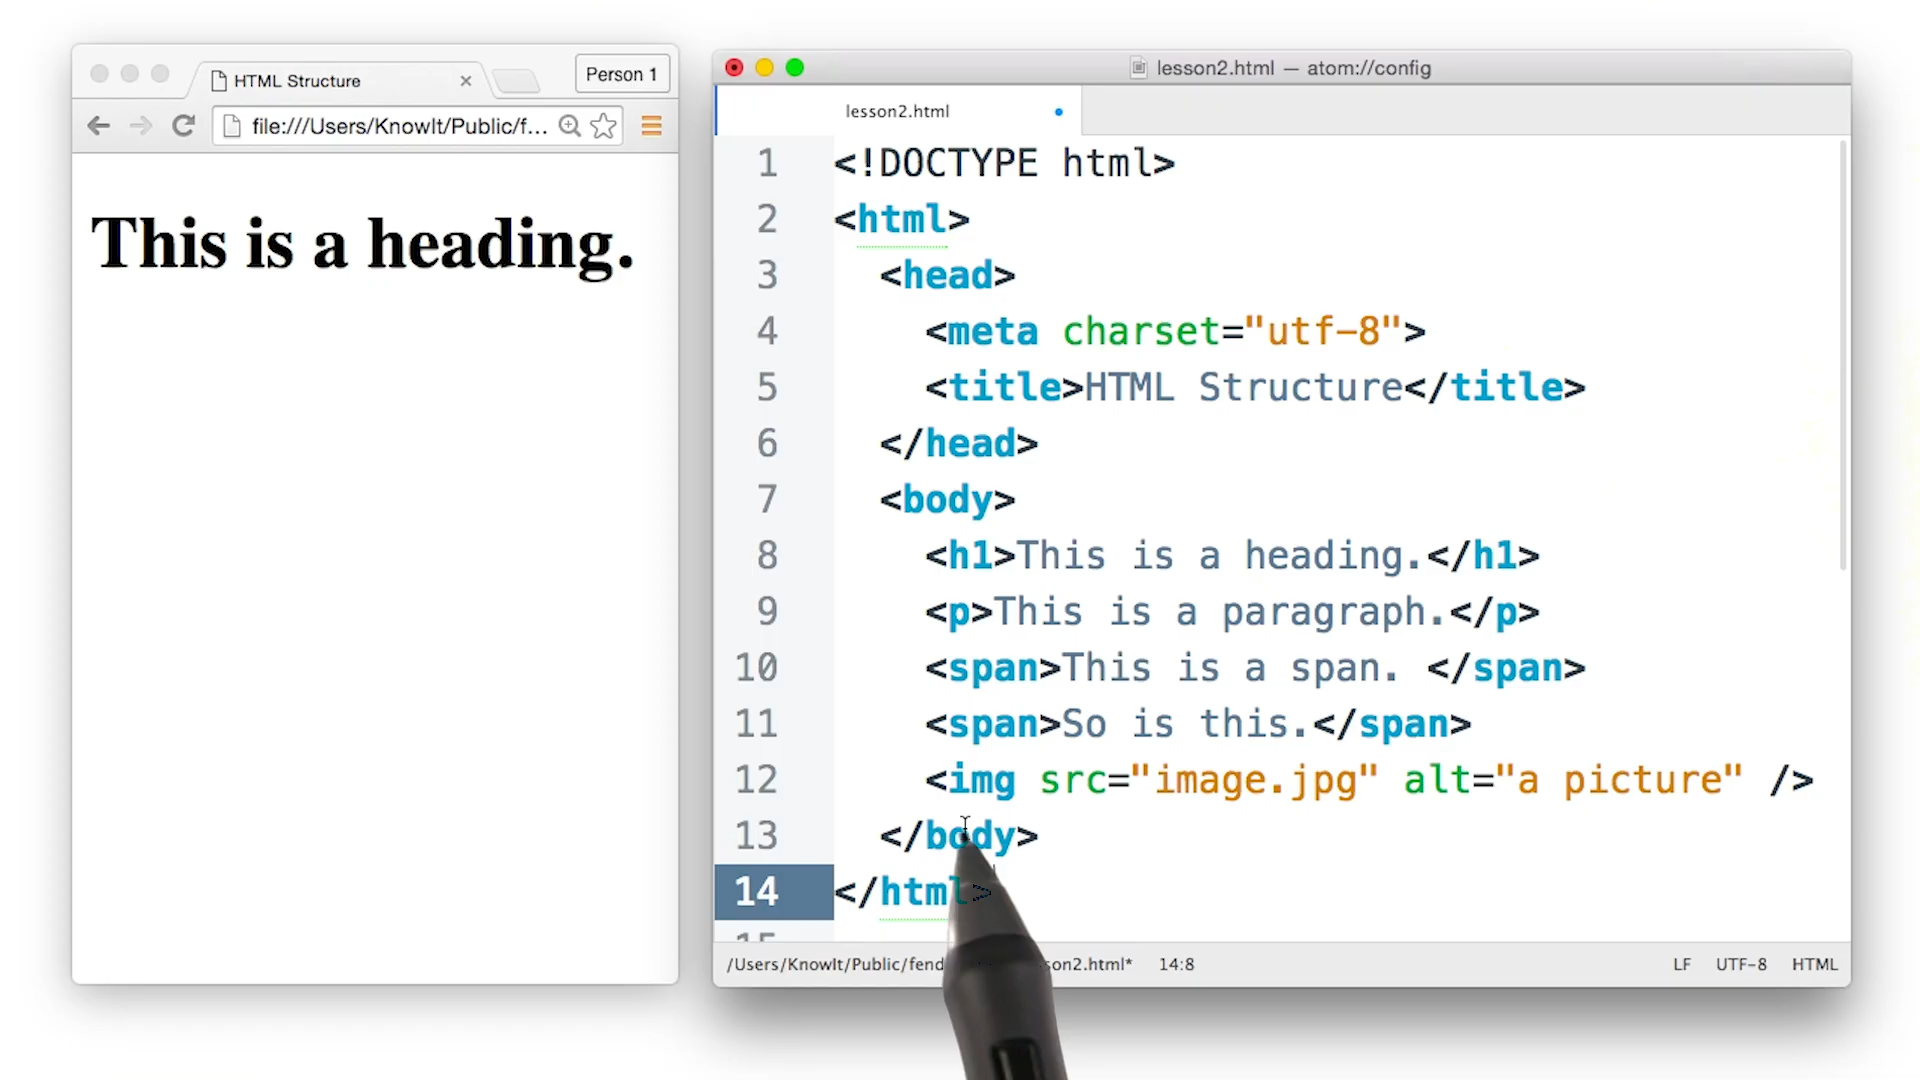 HTML Structure
Person 1
file:///Users/KnowIt/Public/f...
This is a heading.
lesson2.html — atom://config
lesson2.html
1 <!DOCTYPE html>
2 <html>
3 <head>
4 <meta charset="utf-8">
5 <title>HTML Structure</title>
6 </head>
7 <body>
8 <h1>This is a heading.</h1>
9 <p>This is a paragraph.</p>
10 <span>This is a span. </span>
11 <span>So is this.</span>
12 <img src="image.jpg" alt="a picture" />
13 </body>
14 </html>
/Users/KnowIt/Public/fend son2.html* 14:8 LF UTF-8 HTML